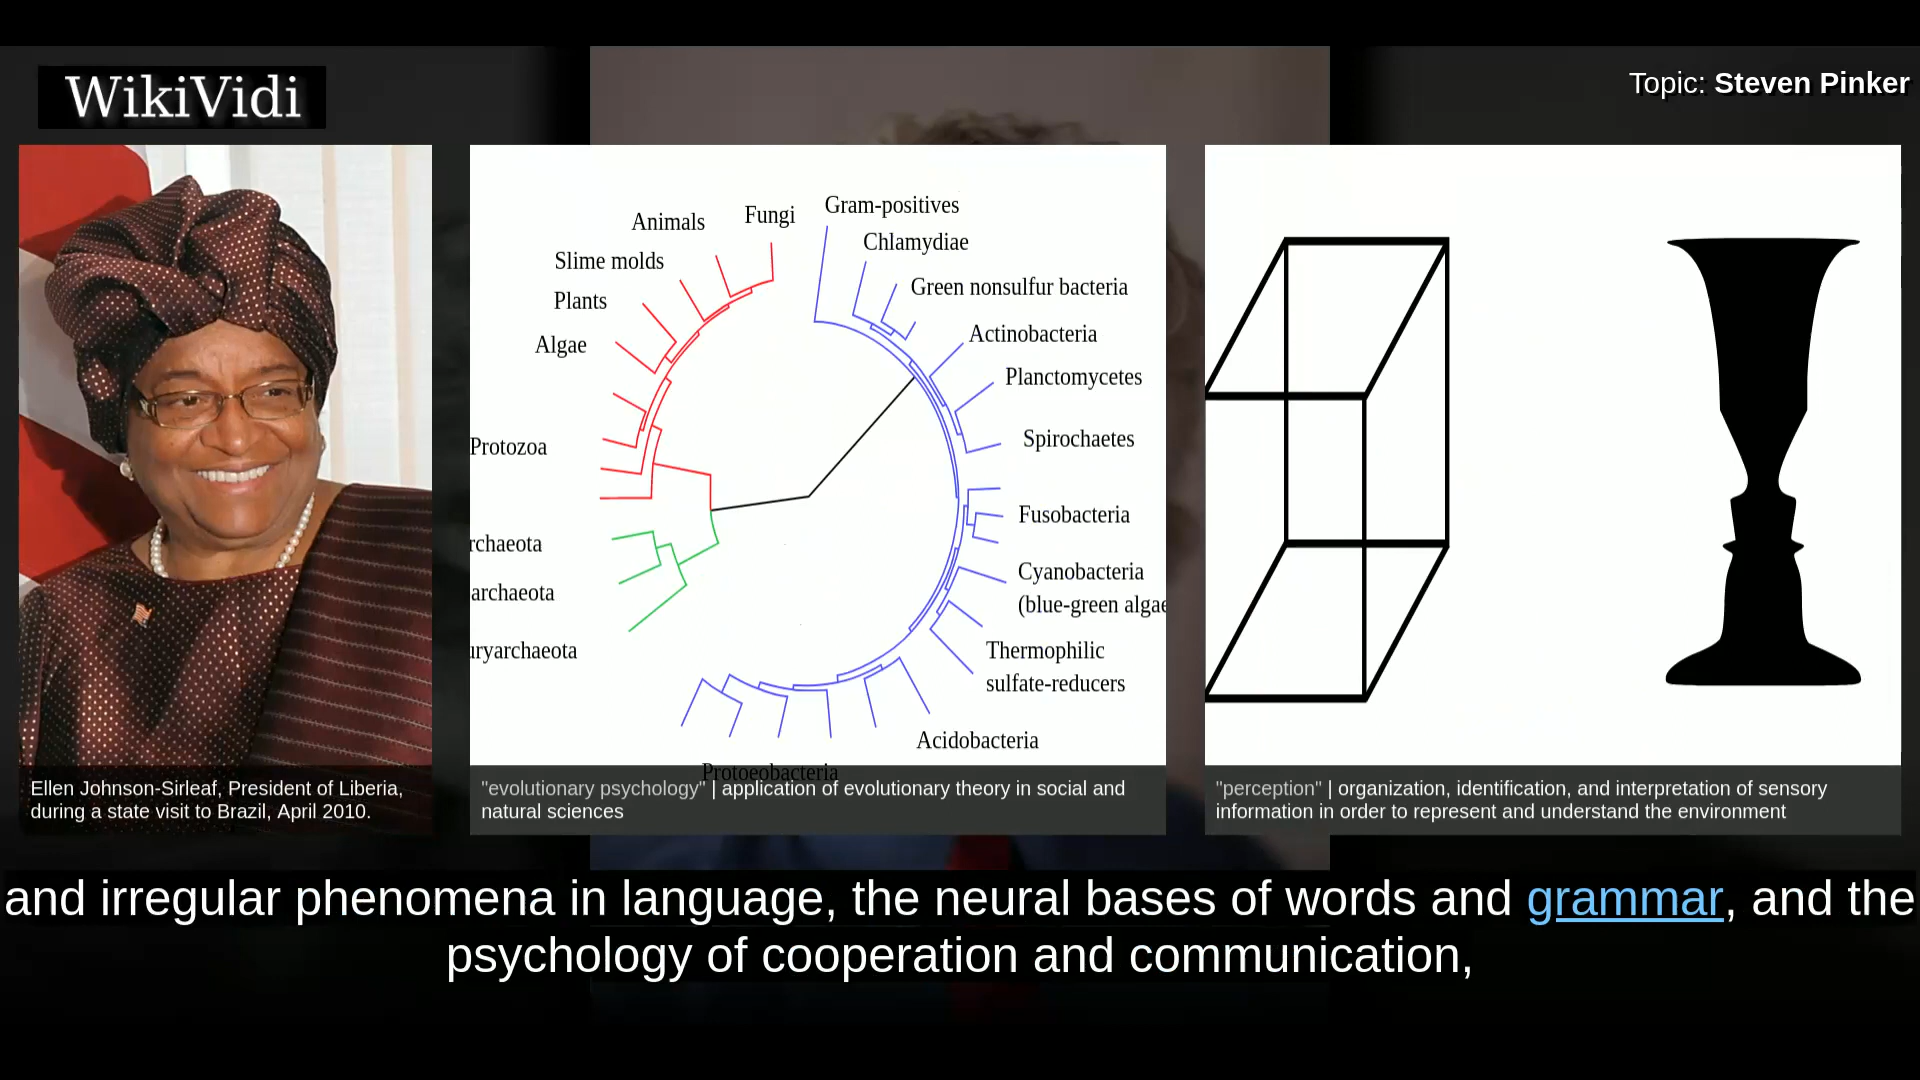 WikiVidi
Topic: Steven Pinker
Ellen Johnson-Sirleaf, President of Liberia,
during a state visit to Brazil, April 2010.
Animals
Fungi
Gram-positives
Slime molds
Chlamydiae
Plants
Green nonsulfur bacteria
Algae
Actinobacteria
Planctomycetes
Protozoa
Spirochaetes
Fusobacteria
rchaeota
Cyanobacteria
(blue-green algae
archaeota
uryarchaeota
Thermophilic
sulfate-reducers
Acidobacteria
Protoeobacteria
"evolutionary psychology" | application of evolutionary theory in social and
natural sciences
"perception" | organization, identification, and interpretation of sensory
information in order to represent and understand the environment
and irregular phenomena in language, the neural bases of words and grammar, and the
psychology of cooperation and communication,